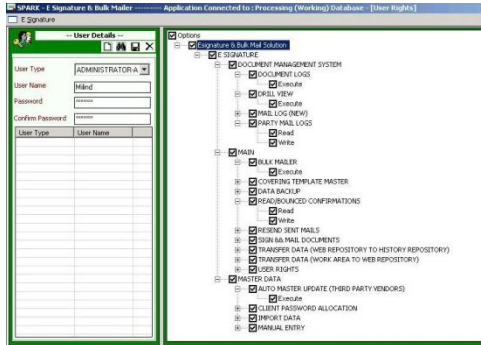 SPARK - E Signature & Bulk Mailer ----------- Application Connected to : Processing (Working) Database - [User Rights]
E Signature
-- User Details --
User Type
ADMINISTRATOR-A
User Name
Milind
Password
******
Confirm Password
******
User Type User Name
Options
Esignature & Bulk Mail Solution
E SIGNATURE
DOCUMENT MANAGEMENT SYSTEM
DOCUMENT LOGS
Execute
DRILL VIEW
Execute
MAIL LOG (NEW)
PARTY MAIL LOGS
Read
Write
MAIN
BULK MAILER
Execute
COVERING TEMPLATE MASTER
DATA BACKUP
READ/BOUNCED CONFIRMATIONS
Read
Write
RESEND SENT MAILS
SIGN && MAIL DOCUMENTS
TRANSFER DATA (WEB REPOSITORY TO HISTORY REPOSITORY)
TRANSFER DATA (WORK AREA TO WEB REPOSITORY)
USER RIGHTS
MASTER DATA
AUTO MASTER UPDATE (THIRD PARTY VENDORS)
Execute
CLIENT PASSWORD ALLOCATION
IMPORT DATA
MANUAL ENTRY